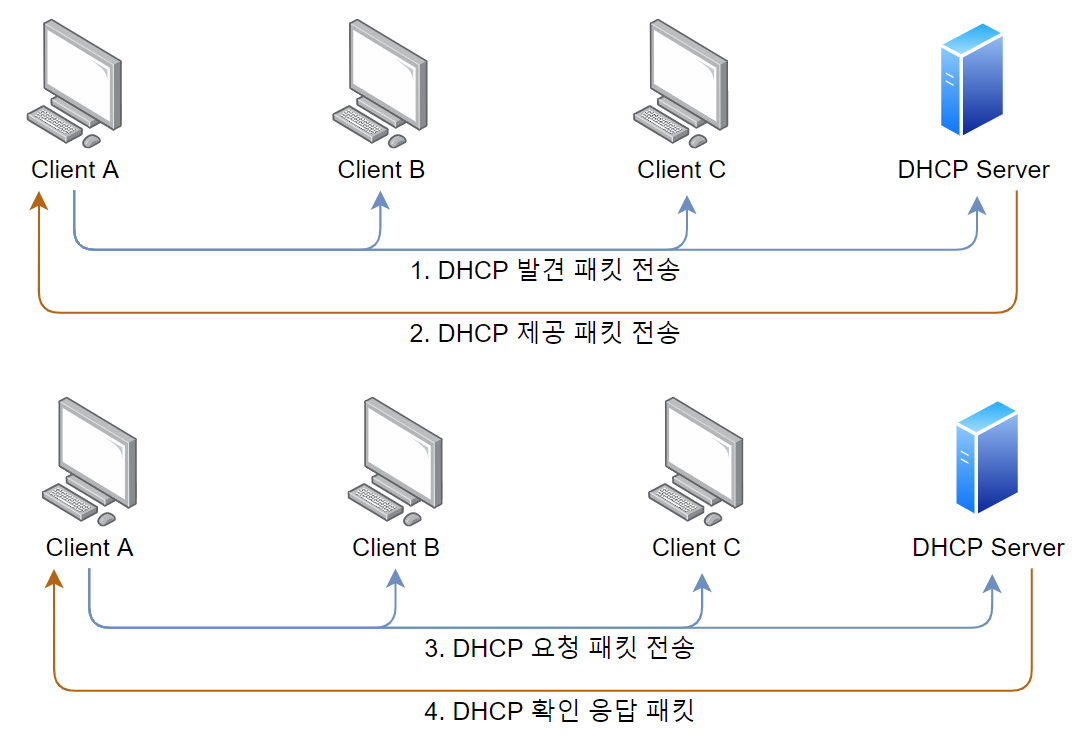 Client A
Client B
Client C
DHCP Server
1. DHCP 발견 패킷 전송
2. DHCP 제공 패킷 전송
Client A
Client B
Client C
DHCP Server
3. DHCP 요청 패킷 전송
4. DHCP 확인 응답 패킷